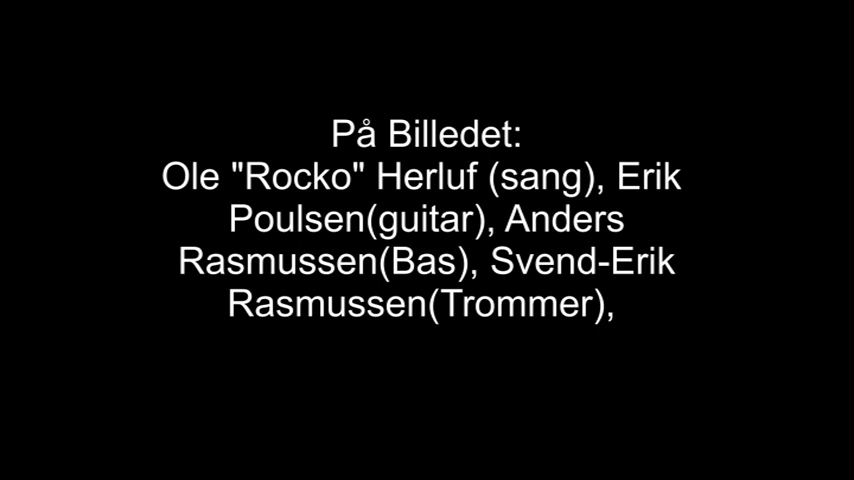 På Billedet:
Ole "Rocko" Herluf (sang), Erik
Poulsen(guitar), Anders
Rasmussen(Bas), Svend-Erik
Rasmussen(Trommer),